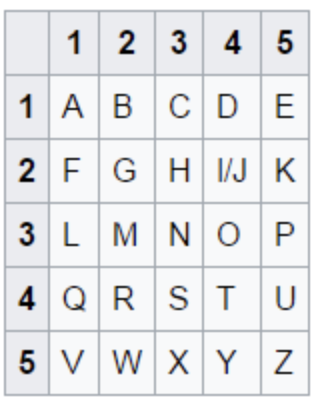 1 2 3 4 5
1 A B C D E
2 F G H I/J K
3 L M N O P
4 Q R S T U
5 V W X Y Z